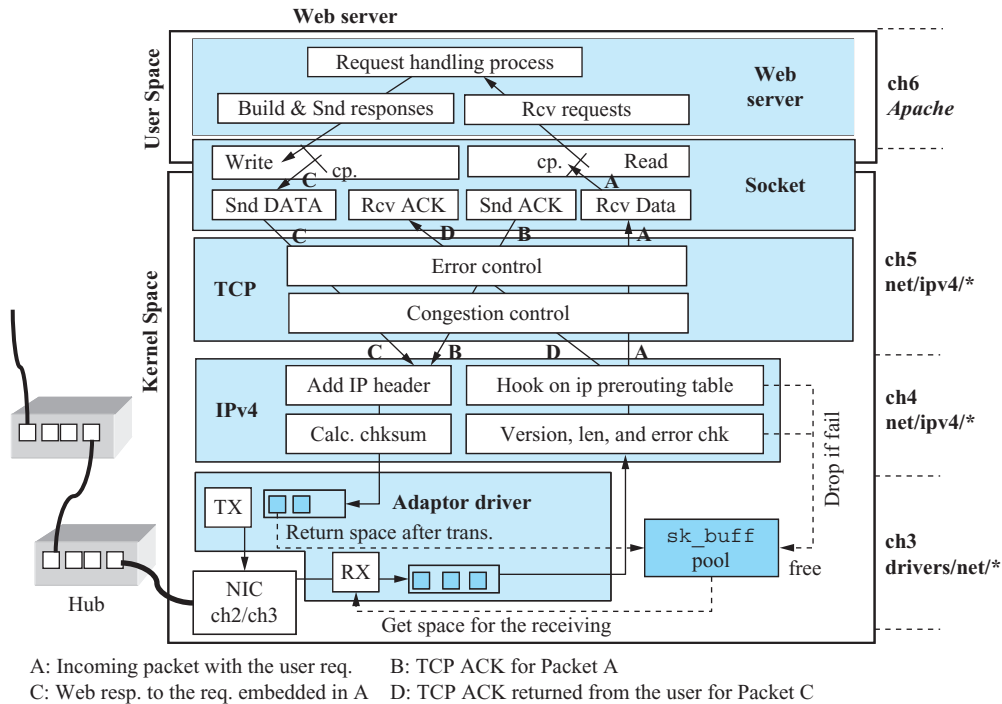 Web server
User Space
Request handling process
Web
server
Build & Snd responses
Rcv requests
ch6
Apache
Write
cp.
cp.
Read
C
A
Socket
Snd DATA
Rcv ACK
Snd ACK
Rcv Data
C
D
B
A
Kernel Space
Error control
TCP
Congestion control
ch5
net/ipv4/*
C
B
D
A
Add IP header
Hook on ip prerouting table
IPv4
Calc. chksum
Version, len, and error chk
Drop if fail
ch4
net/ipv4/*
TX
Adaptor driver
Return space after trans.
sk_buff
pool
free
RX
NIC
ch2/ch3
Get space for the receiving
ch3
drivers/net/*
Hub
A: Incoming packet with the user req.
B: TCP ACK for Packet A
C: Web resp. to the req. embedded in A
D: TCP ACK returned from the user for Packet C